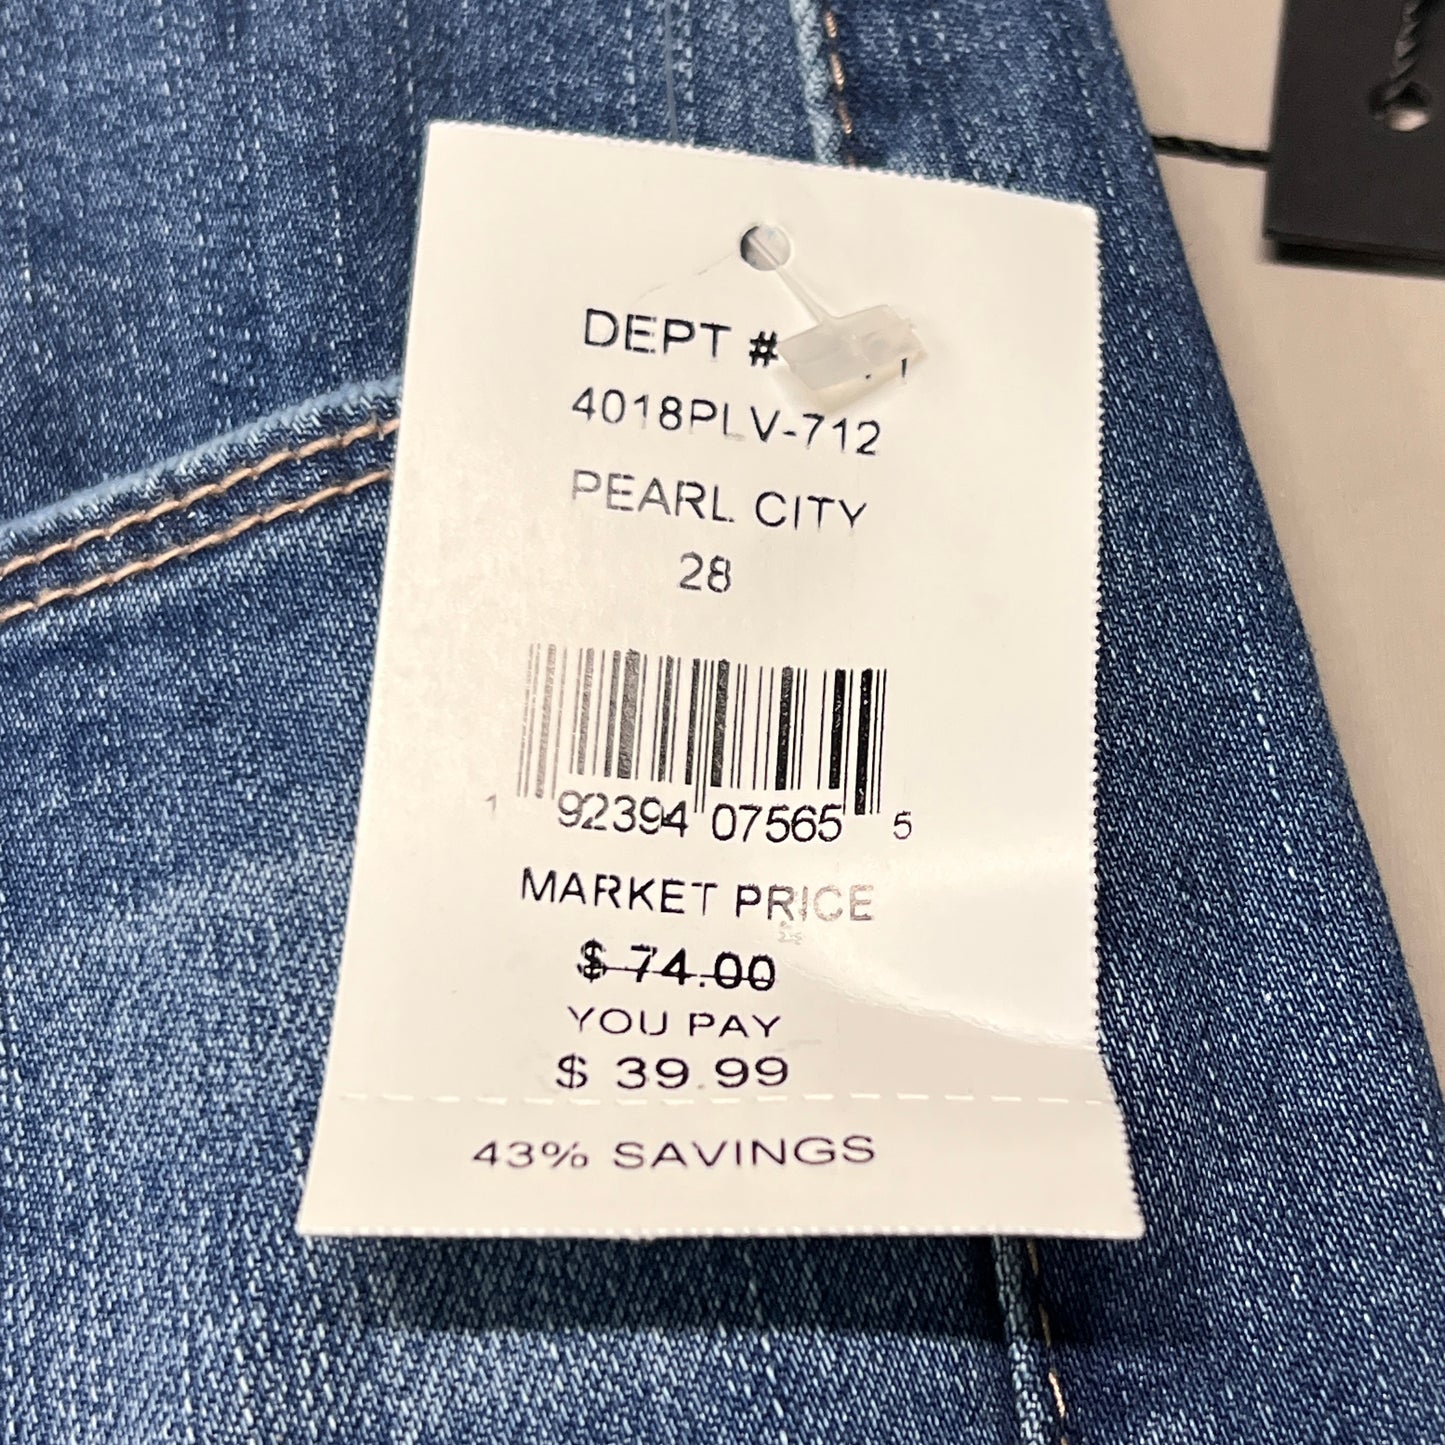 DEPT #
4018PLV-712
PEARL CITY
28
1 92394 07565 5
MARKET PRICE
$ 74.00
YOU PAY
$ 39.99
43% SAVINGS